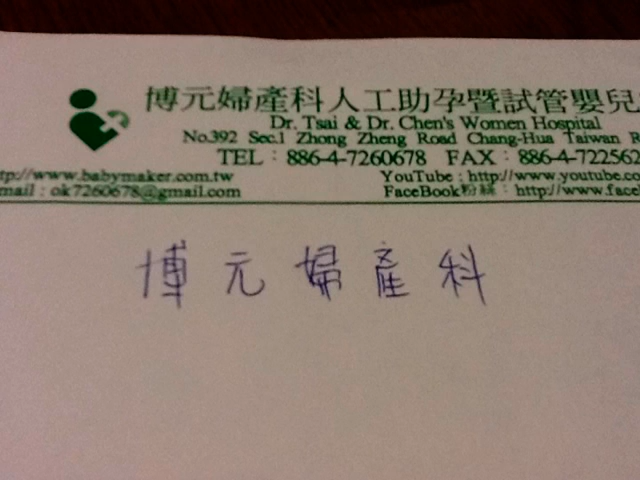 博元婦產科人工助孕暨試管嬰兒
Dr. Tsai & Dr. Chen's Women Hospital
No.392 Sec.1 Zhong Zheng Road Chang-Hua Taiwan R
TEL：886-4-7260678 FAX：886-4-722562
tp://www.babymaker.com.tw YouTube：http://www.youtube.co
mail：ok7260678@gmail.com FaceBook粉絲：http://www.face
博元婦產科